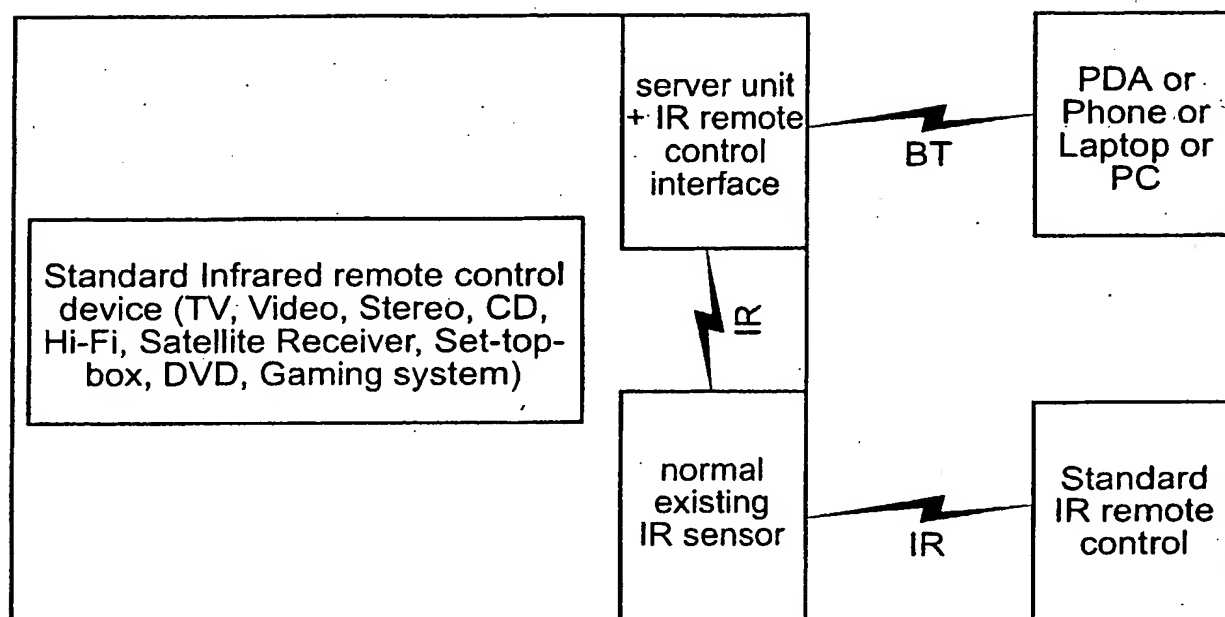 server unit
+ IR remote
control
interface
BT
PDA or
Phone or
Laptop or
PC
Standard Infrared remote control
device (TV, Video, Stereo, CD,
Hi-Fi, Satellite Receiver, Set-top-
box, DVD, Gaming system)
IR
normal
existing
IR sensor
IR
Standard
IR remote
control